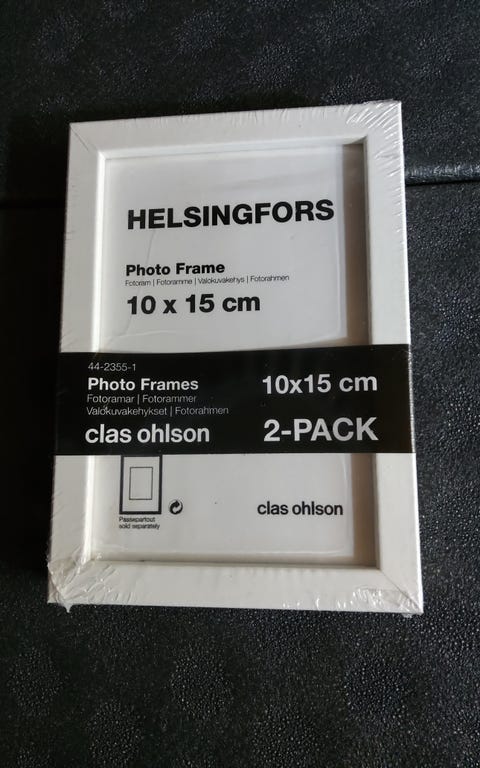 HELSINGFORS
Photo Frame
Fotoram | Fotoramme | Valokuvakehys | Fotorahmen
10 x 15 cm
44-2355-1
Photo Frames
Fotoramar | Fotorammer
Valokuvakehykset | Fotorahmen
clas ohlson
10x15 cm
2-PACK
Passepartout
sold separately
clas ohlson